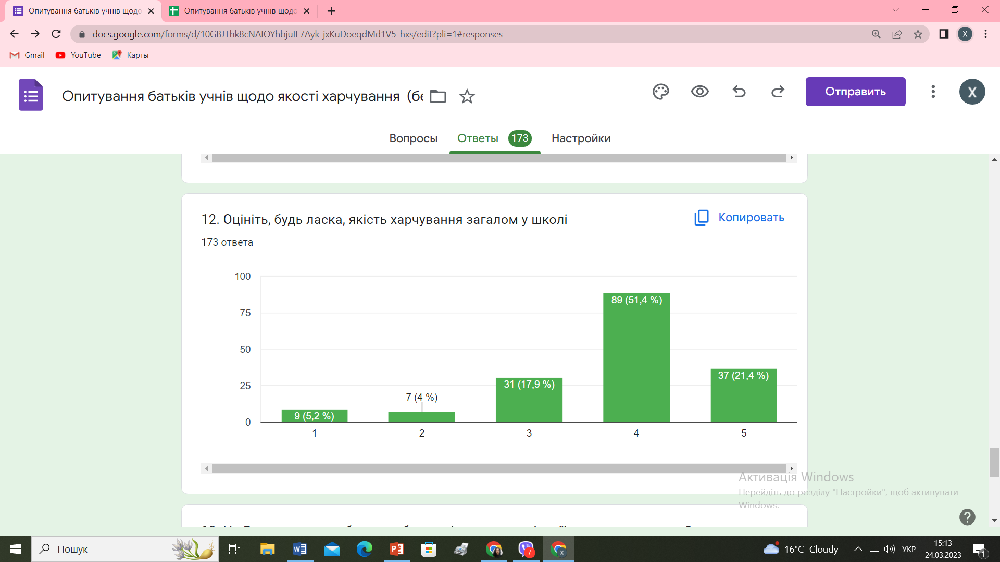 Опитування батьків учнів щодо
Опитування батьків учнів щодо
docs.google.com/forms/d/10GBJThk8cNAIOYhbjuIL7Ayk_jxKuDoeqdMd1V5_hxs/edit?pli=1#responses
X
Gmail
YouTube
Карты
Опитування батьків учнів щодо якості харчування (бе
Отправить
X
Вопросы
Ответы
173
Настройки
12. Оцініть, будь ласка, якість харчування загалом у школі
Копировать
173 ответа
100
75
50
25
0
9 (5,2 %)
7 (4 %)
31 (17,9 %)
89 (51,4 %)
37 (21,4 %)
1
2
3
4
5
Активація Windows
Перейдіть до розділу "Настройки", щоб активувати
Windows.
Пошук
7
X
16°C Cloudy
УКР
15:13
24.03.2023
1